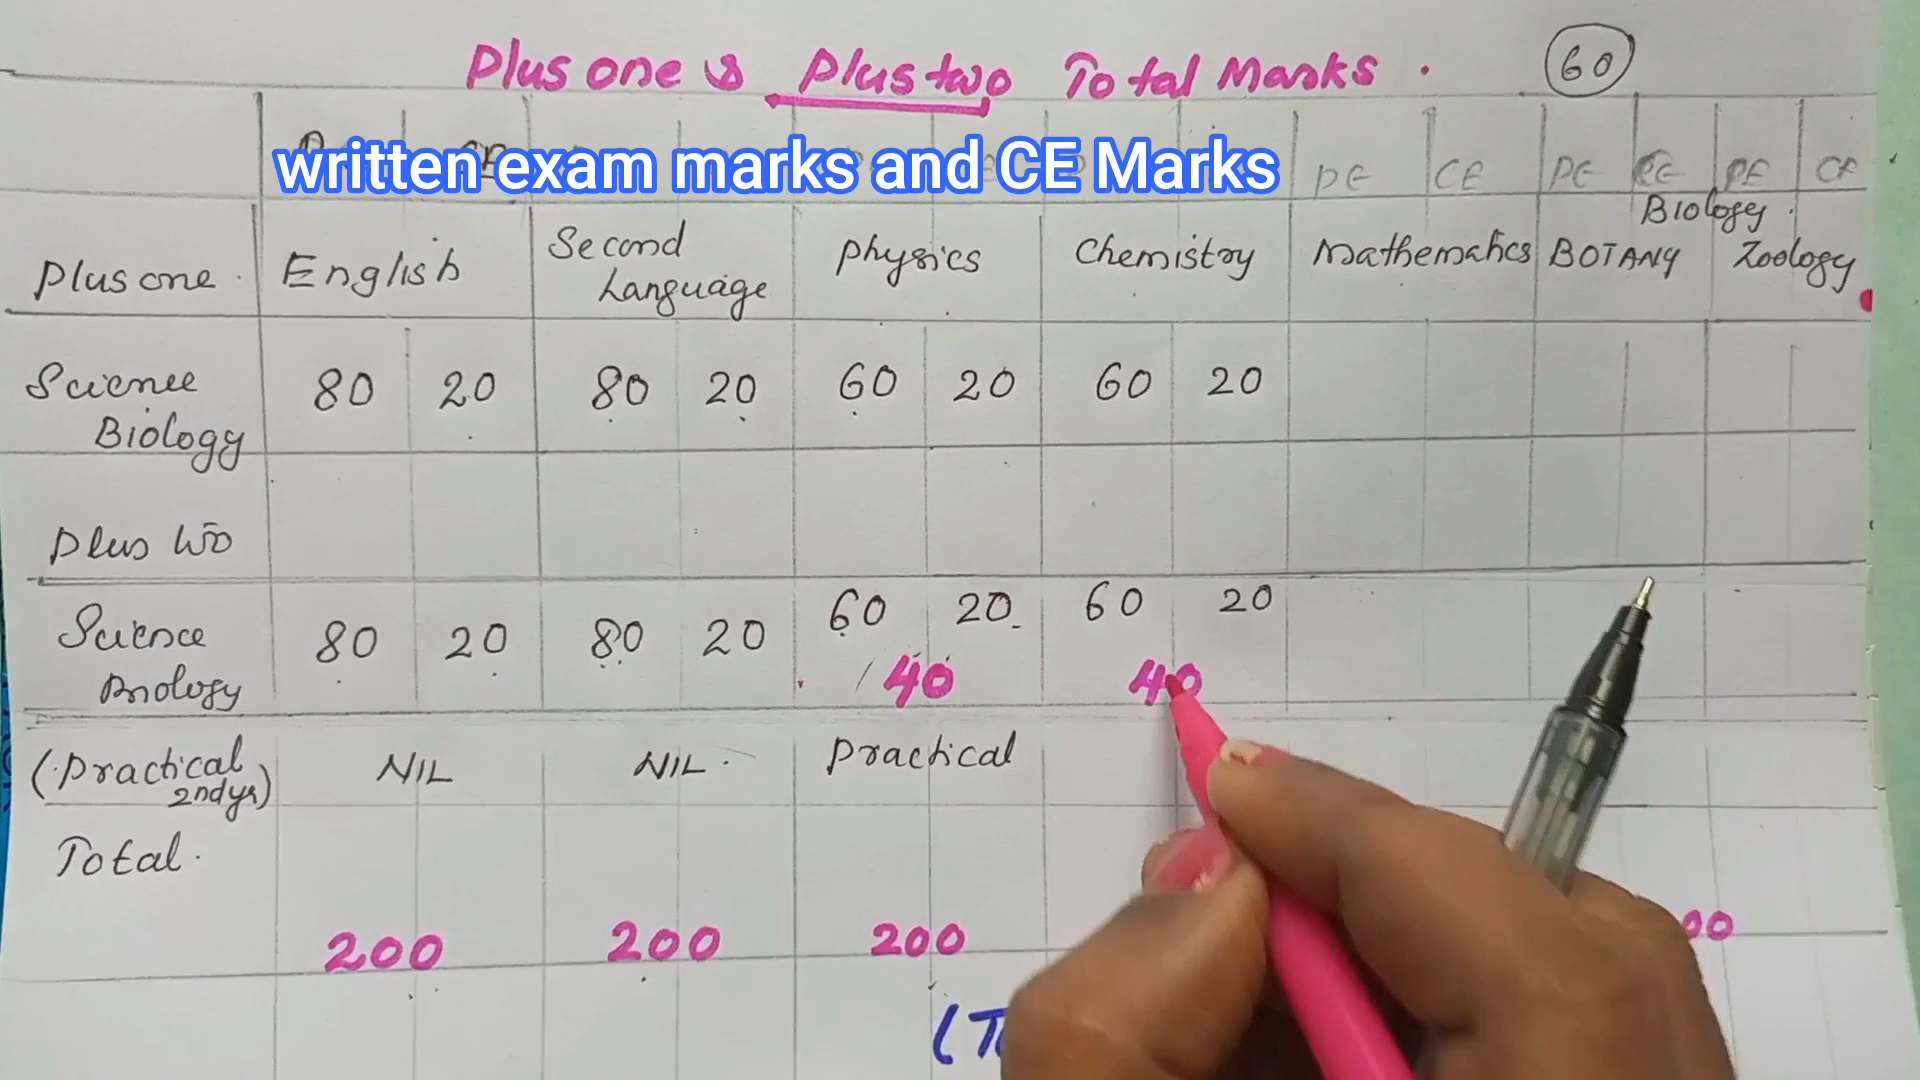 Plus one & Plus two Total Marks . 60
written exam marks and CE Marks
PE CE PE CE PE CE
Biology
Plus one English Second Language Physics Chemistry Mathematics BOTANY Zoology
Science Biology 80 20 80 20 60 20 60 20
Plus two
Science Biology 80 20 80 20 60 20 60 20
40 40
(Practical 2nd yr) NIL NIL Practical
Total
200 200 200 00